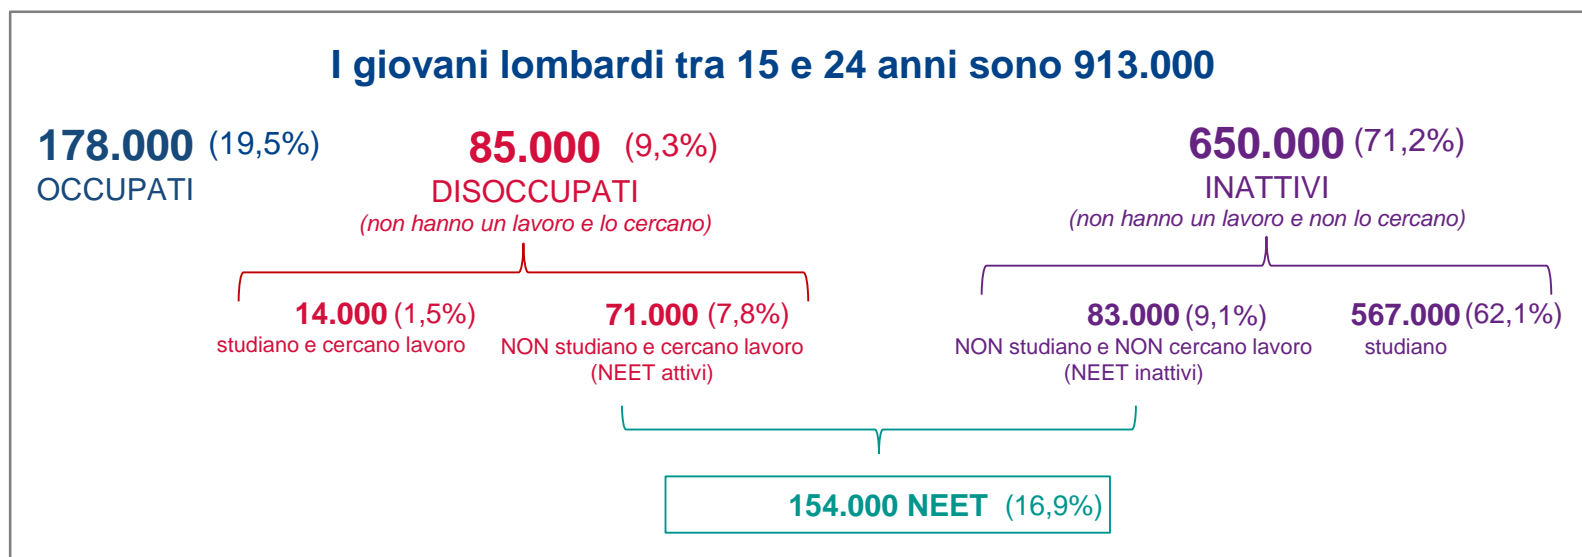 I giovani lombardi tra 15 e 24 anni sono 913.000
178.000 (19,5%)
OCCUPATI
85.000 (9,3%)
DISOCCUPATI
(non hanno un lavoro e lo cercano)
650.000 (71,2%)
INATTIVI
(non hanno un lavoro e non lo cercano)
14.000 (1,5%)
studiano e cercano lavoro
71.000 (7,8%)
NON studiano e cercano lavoro
(NEET attivi)
83.000 (9,1%)
NON studiano e NON cercano lavoro
(NEET inattivi)
567.000 (62,1%)
studiano
154.000 NEET (16,9%)